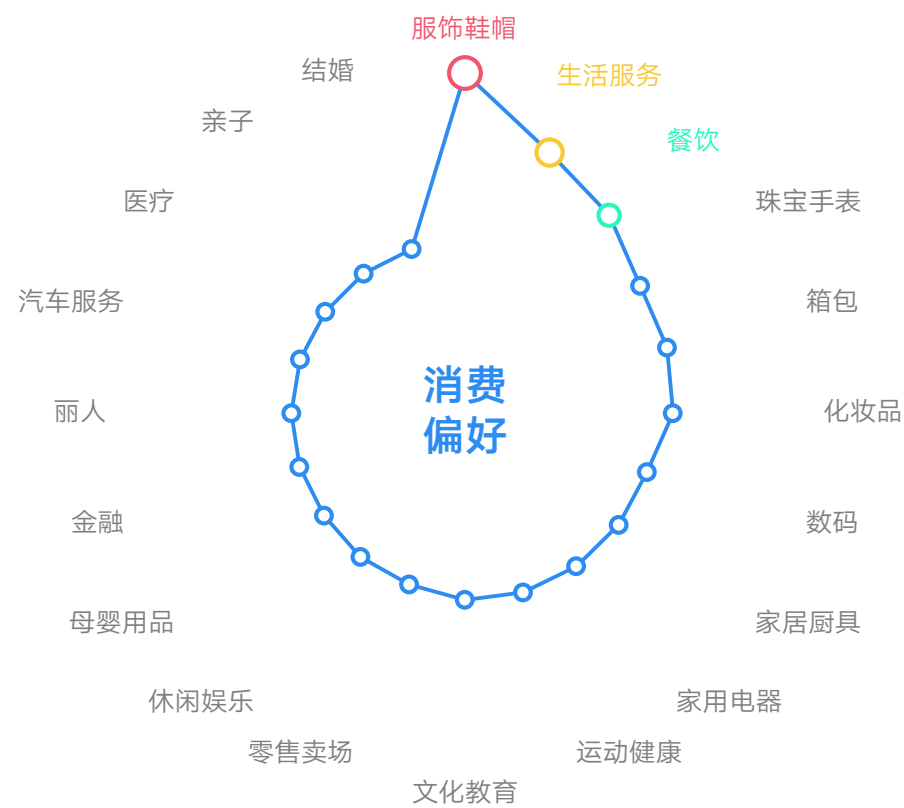 服饰鞋帽
结婚
生活服务
亲子
餐饮
医疗
珠宝手表
汽车服务
箱包
消费
偏好
丽人
化妆品
金融
数码
母婴用品
家居厨具
休闲娱乐
家用电器
零售卖场
运动健康
文化教育